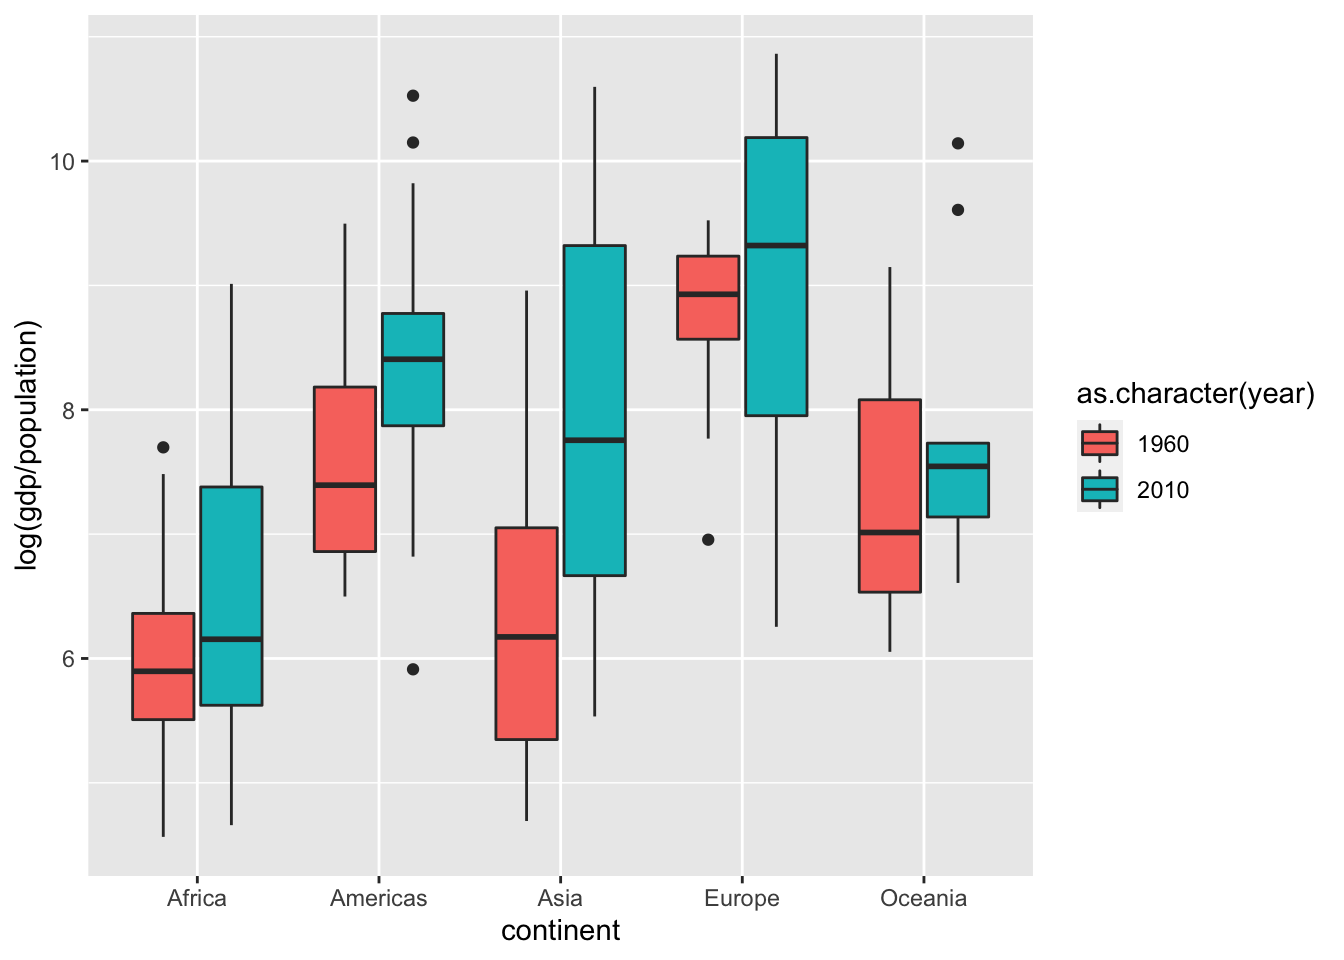 log(gdp/population)
10
8
6
Africa
Americas
Asia
Europe
Oceania
continent
as.character(year)
1960
2010